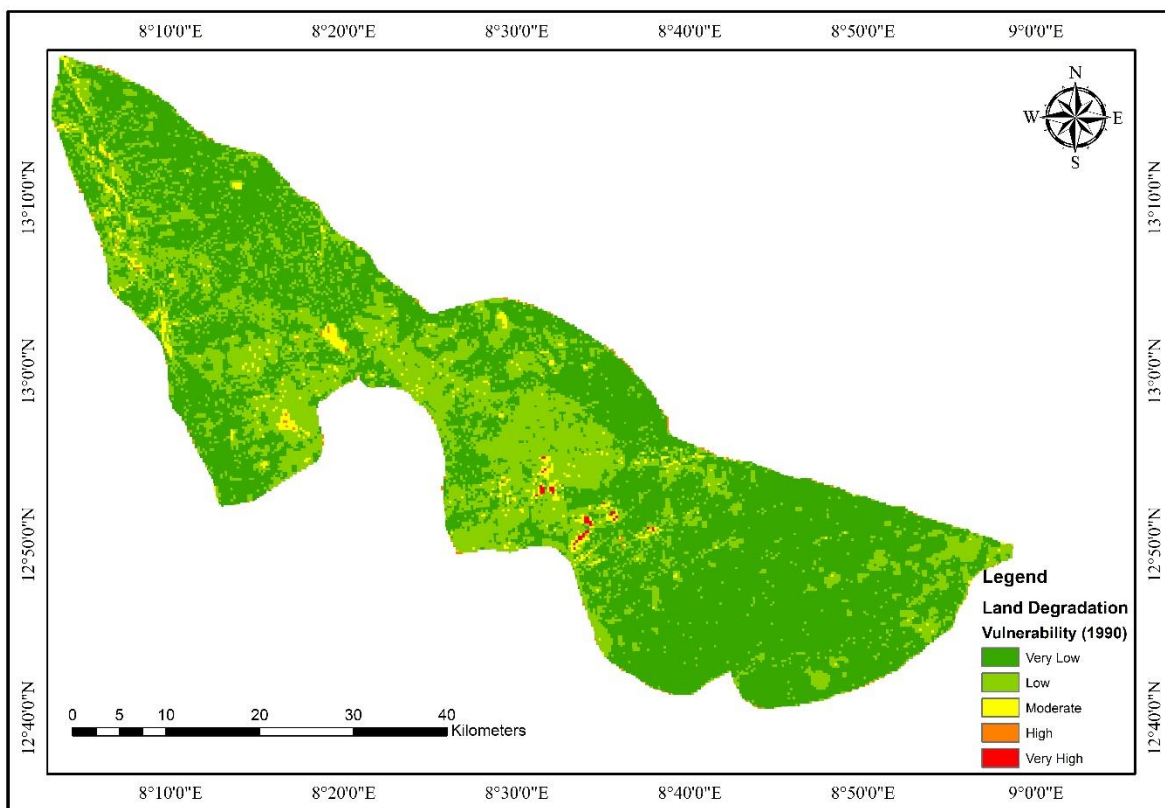 8°10'0"E 8°20'0"E 8°30'0"E 8°40'0"E 8°50'0"E 9°0'0"E
N
W E
S
13°10'0"N 13°10'0"N
13°0'0"N 13°0'0"N
12°50'0"N 12°50'0"N
12°40'0"N 12°40'0"N
Legend
Land Degradation
Vulnerability (1990)
Very Low
Low
Moderate
High
Very High
0 5 10 20 30 40
Kilometers
8°10'0"E 8°20'0"E 8°30'0"E 8°40'0"E 8°50'0"E 9°0'0"E